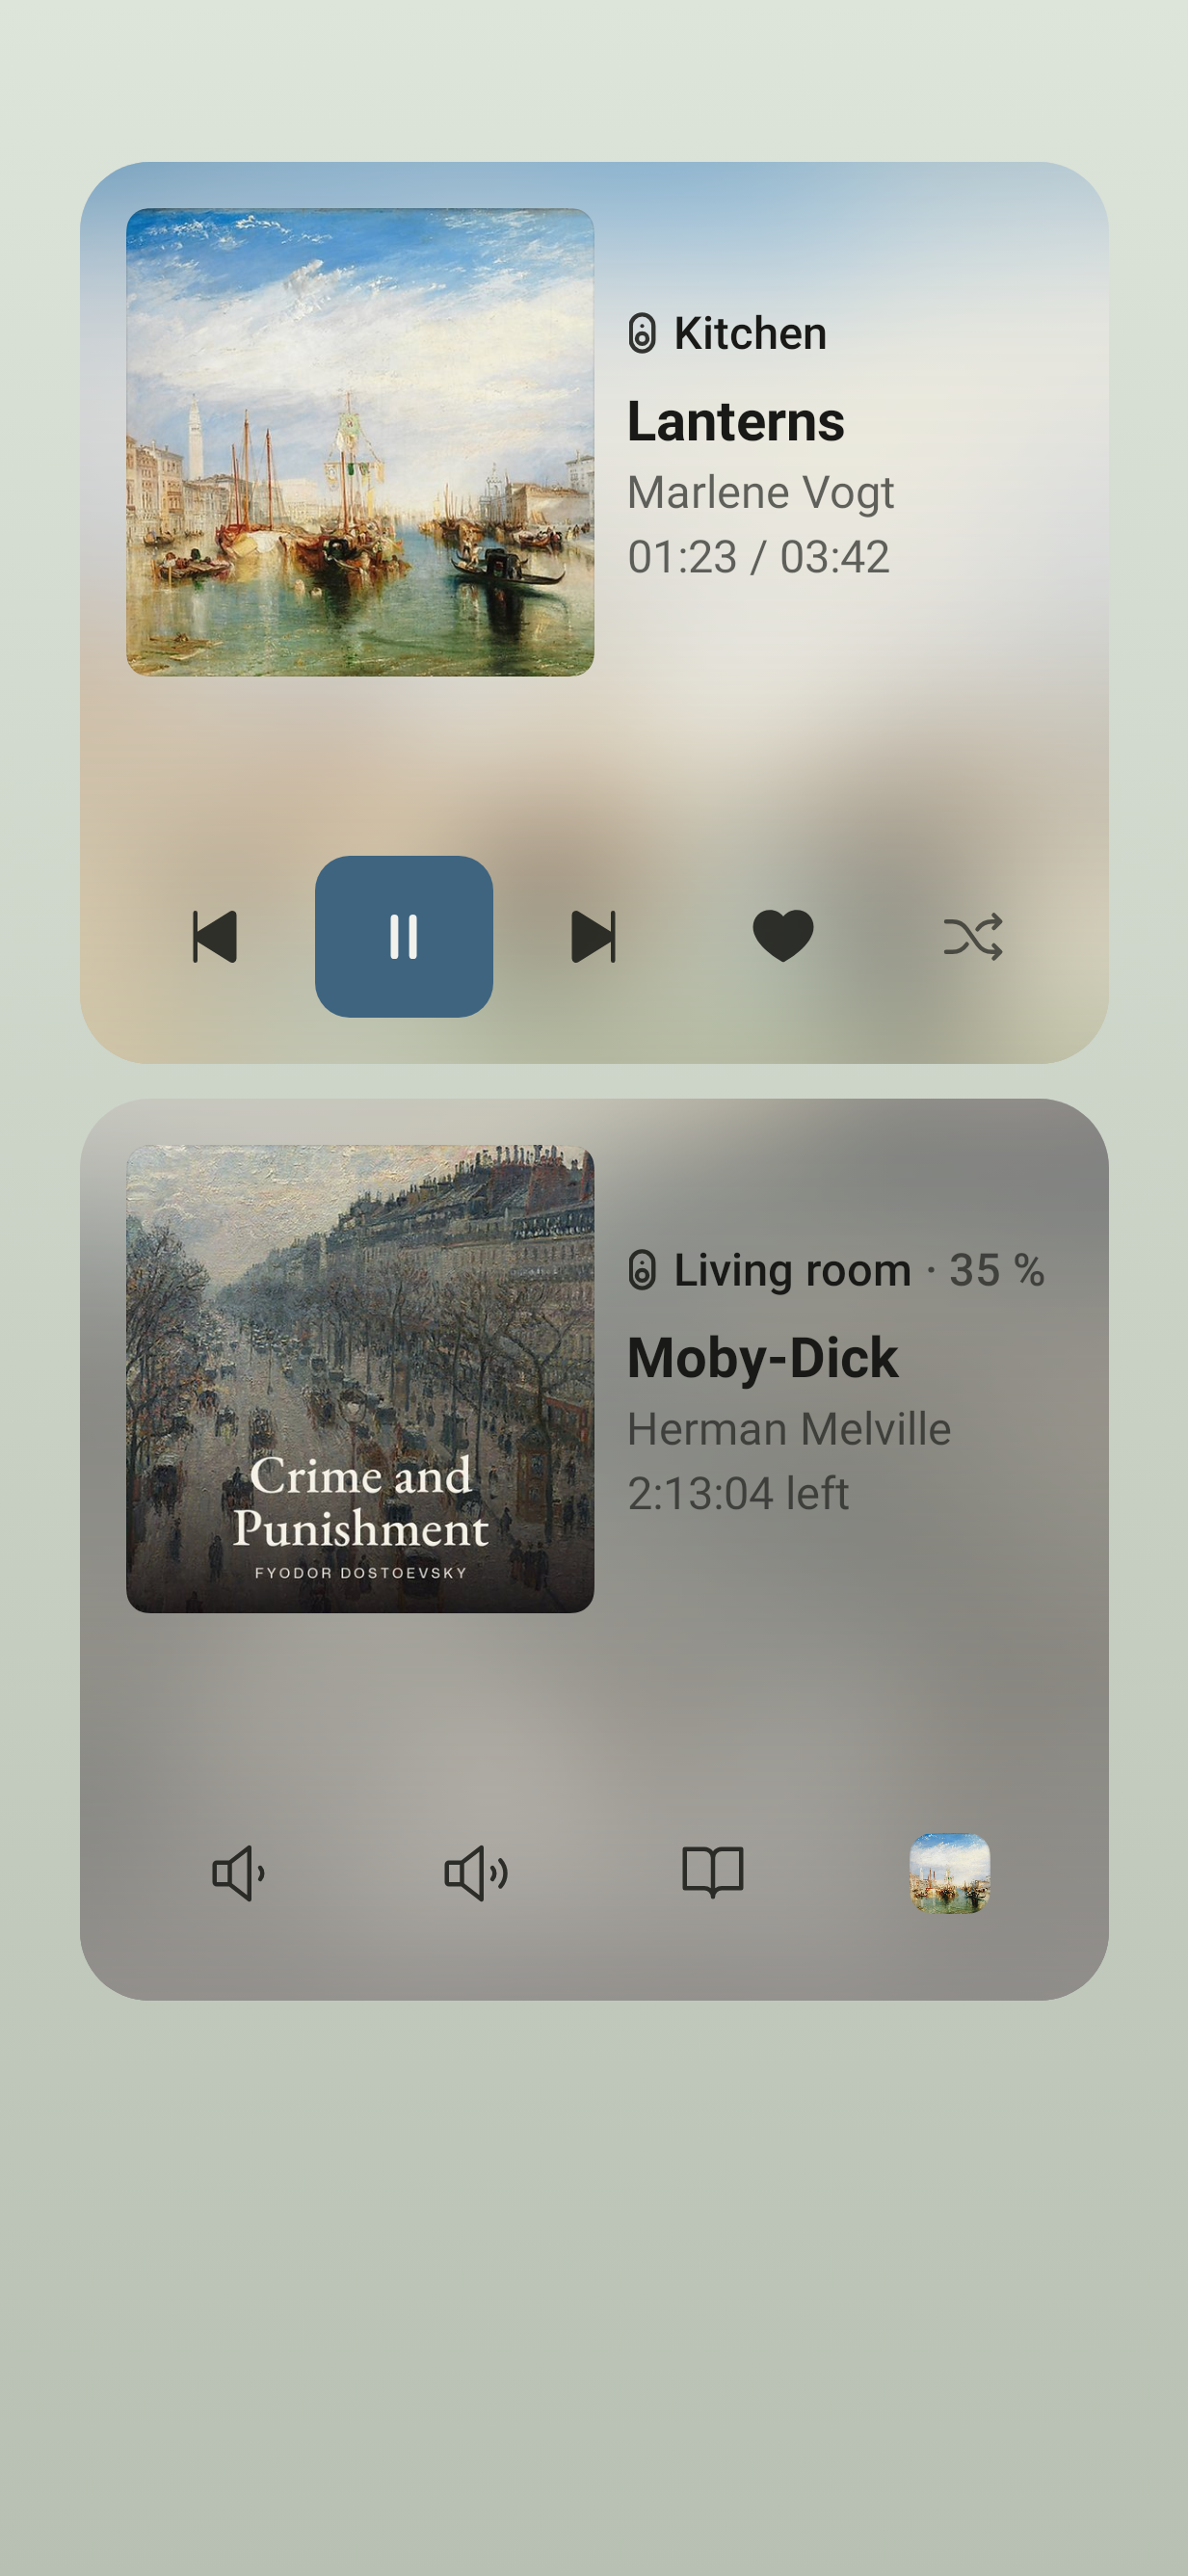 Kitchen
Lanterns
Marlene Vogt
01:23 / 03:42
Living room · 35 %
Moby-Dick
Herman Melville
2:13:04 left
Crime and
Punishment
FYODOR DOSTOEVSKY